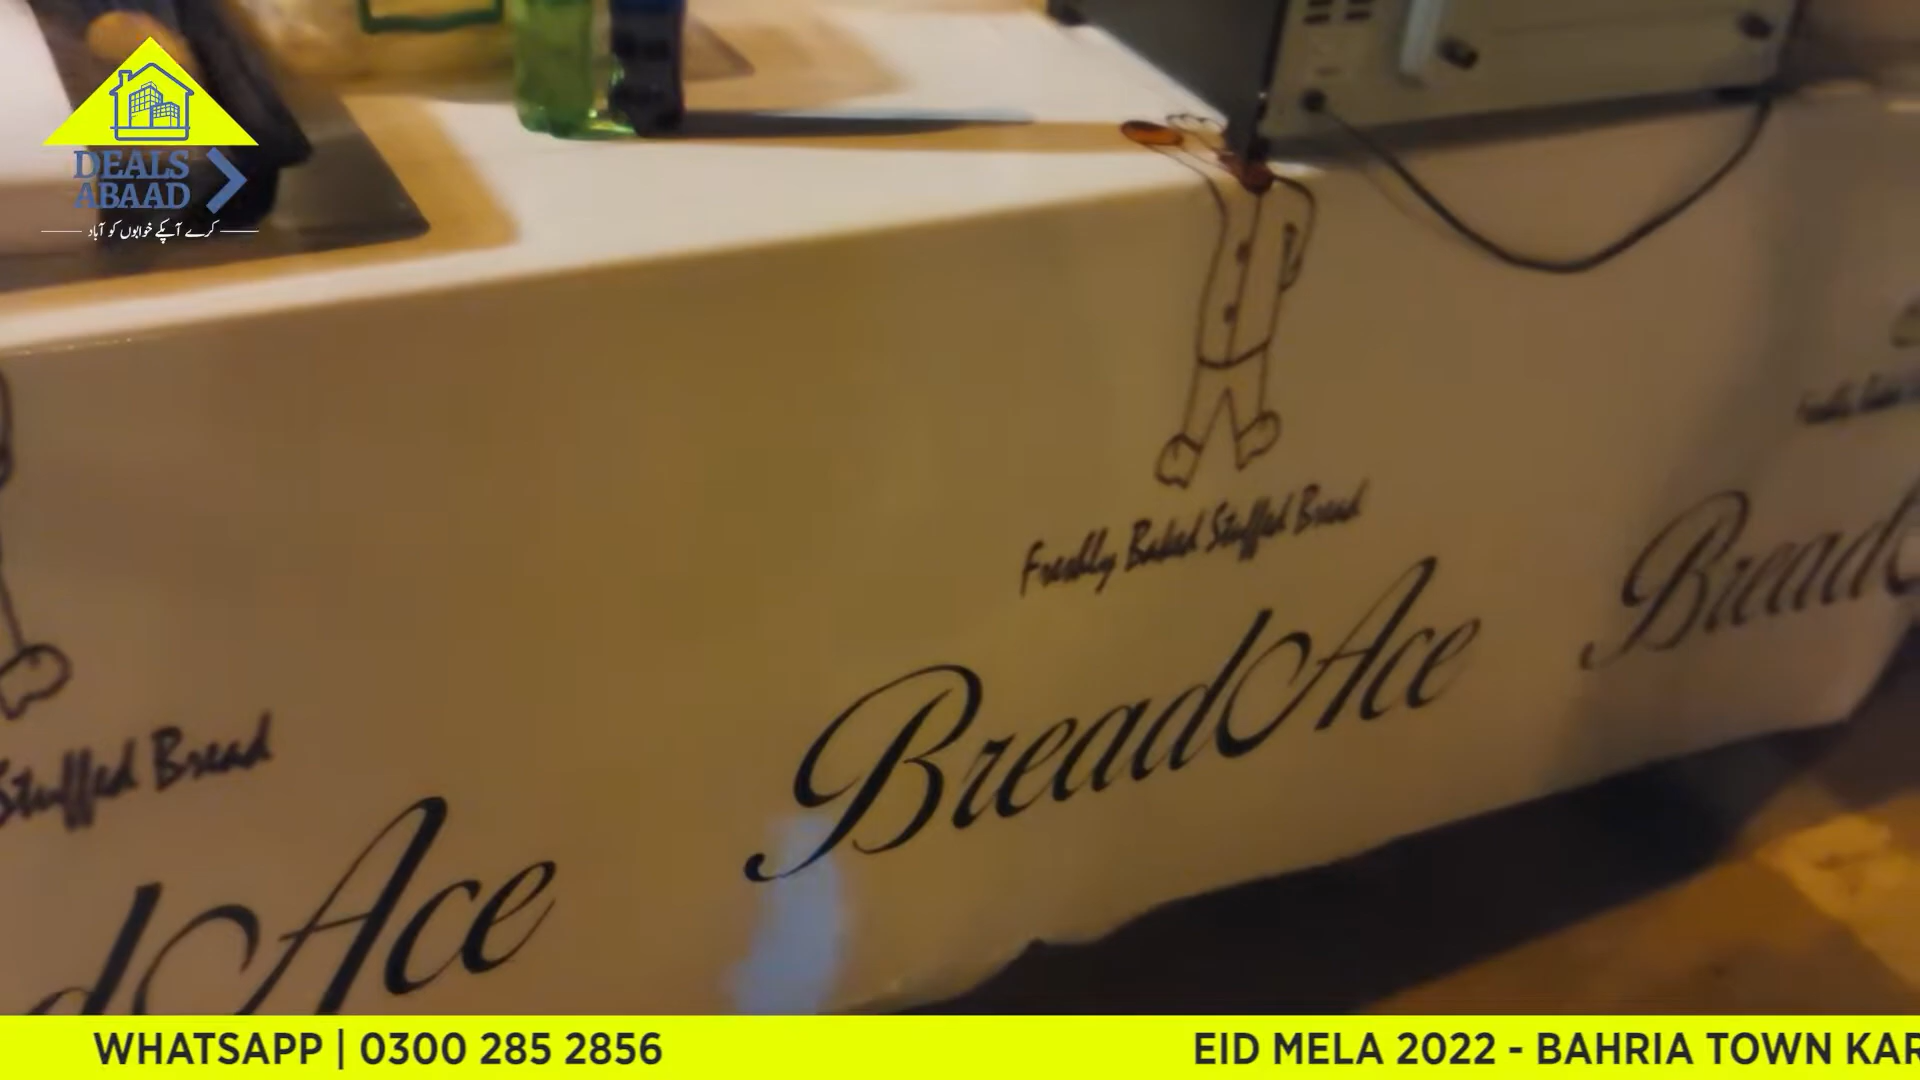 DEALS
ABAAD
کرے آپکے خوابوں کو آباد
Freshly Baked Stuffed Bread
BreadAce
Stuffed Bread
dAce
Bread
WHATSAPP | 0300 285 2856
EID MELA 2022 - BAHRIA TOWN KAR